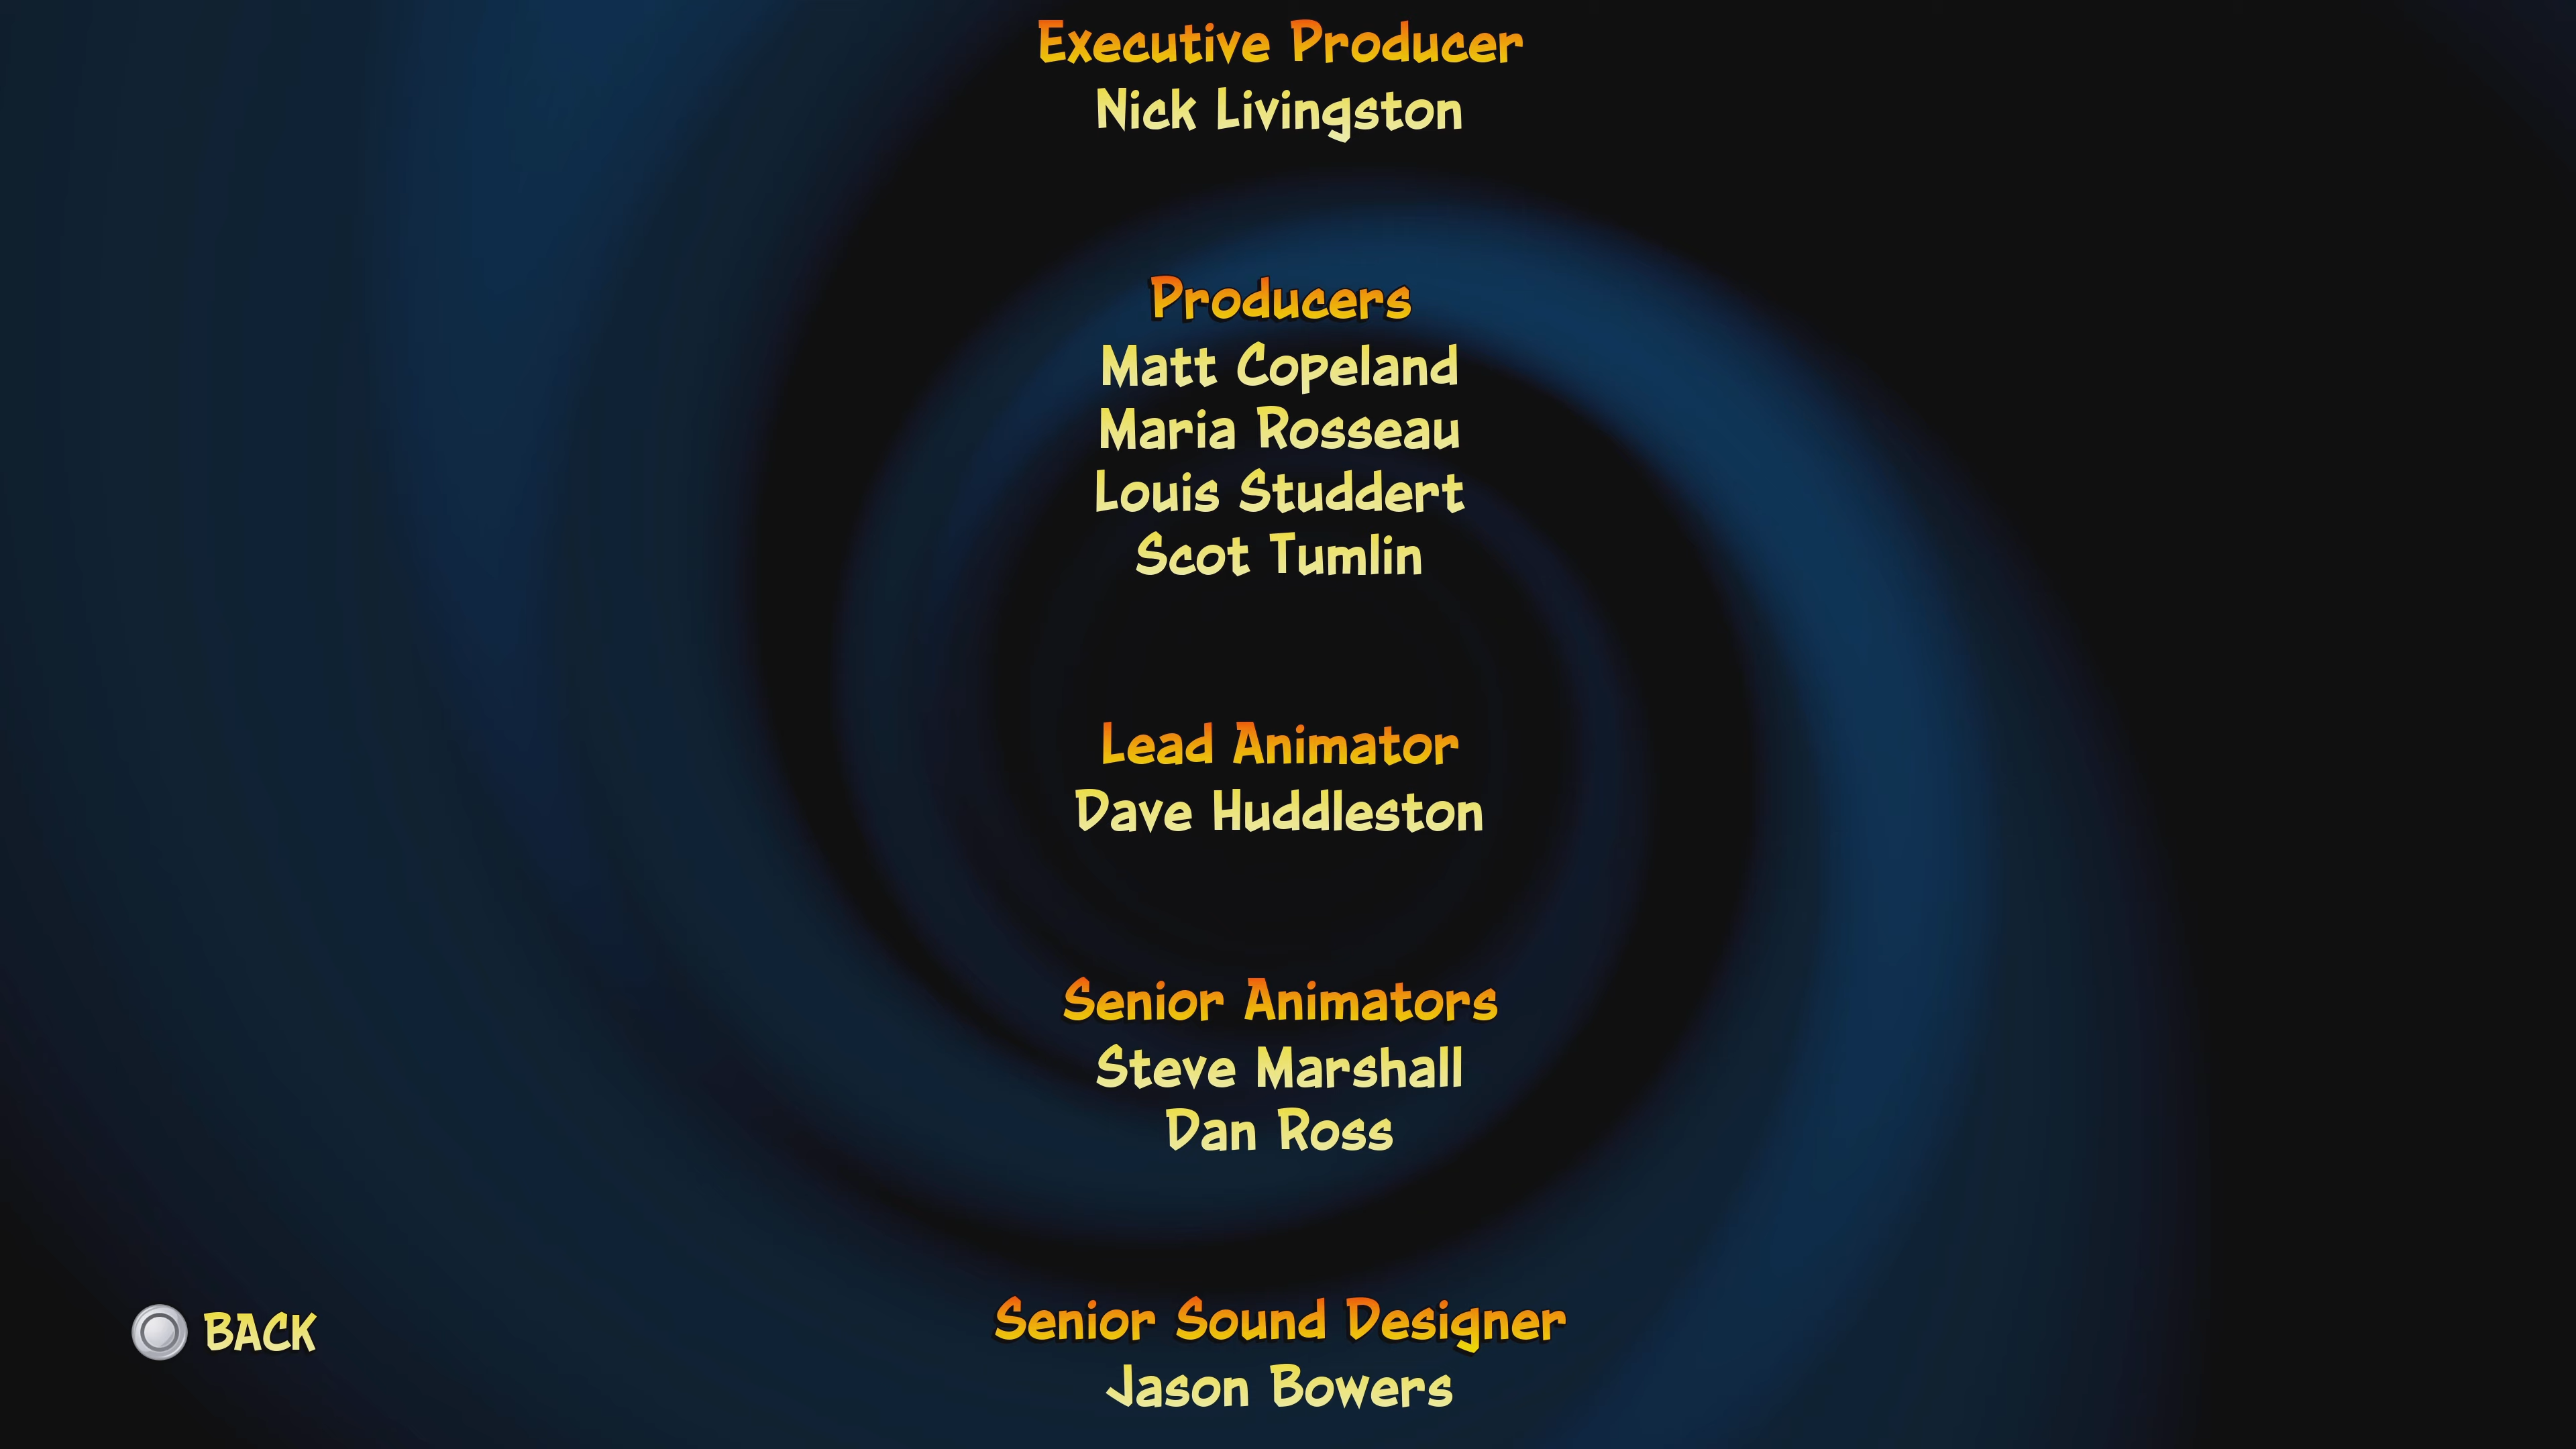 Executive Producer
Nick Livingston
Producers
Matt Copeland
Maria Rosseau
Louis Studdert
Scot Tumlin
Lead Animator
Dave Huddleston
Senior Animators
Steve Marshall
Dan Ross
Senior Sound Designer
Jason Bowers
BACK